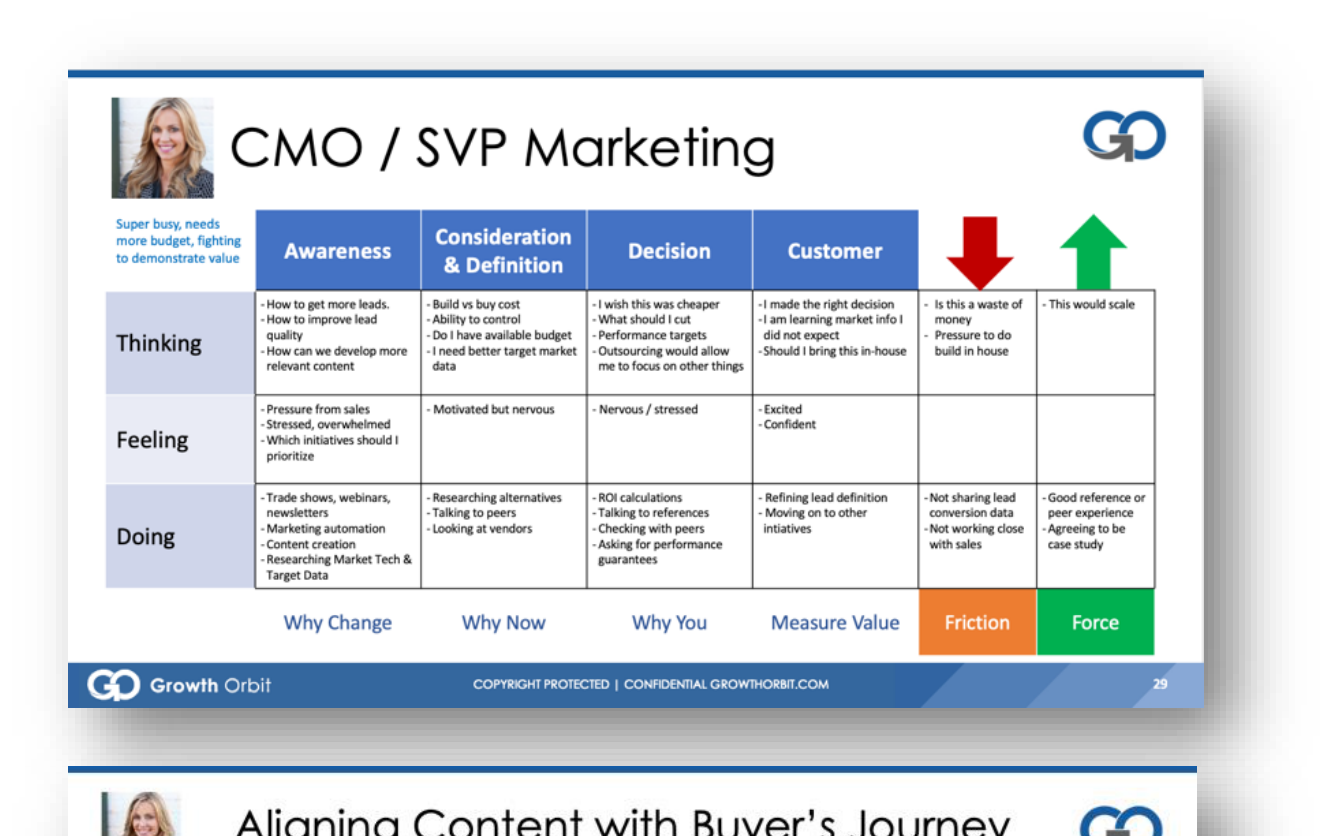 CMO / SVP Marketing
Super busy, needs
more budget, fighting
to demonstrate value
Awareness
Consideration
& Definition
Decision
Customer
Thinking
- How to get more leads.
- How to improve lead
quality
- How can we develop more
relevant content
- Build vs buy cost
- Ability to control
- Do I have available budget
- I need better target market
data
- I wish this was cheaper
- What should I cut
- Performance targets
- Outsourcing would allow
me to focus on other things
- I made the right decision
- I am learning market info I
did not expect
- Should I bring this in-house
- Is this a waste of
money
- Pressure to do
build in house
- This would scale
Feeling
- Pressure from sales
- Stressed, overwhelmed
- Which initiatives should I
prioritize
- Motivated but nervous
- Nervous / stressed
- Excited
- Confident
Doing
- Trade shows, webinars,
newsletters
- Marketing automation
- Content creation
- Researching Market Tech &
Target Data
- Researching alternatives
- Talking to peers
- Looking at vendors
- ROI calculations
- Talking to references
- Checking with peers
- Asking for performance
guarantees
- Refining lead definition
- Moving on to other
intiatives
- Not sharing lead
conversion data
- Not working close
with sales
- Good reference or
peer experience
- Agreeing to be
case study
Why Change
Why Now
Why You
Measure Value
Friction
Force
Growth Orbit
COPYRIGHT PROTECTED | CONFIDENTIAL GROWTHORBIT.COM
29
Aligning Content with Buyer's Journey